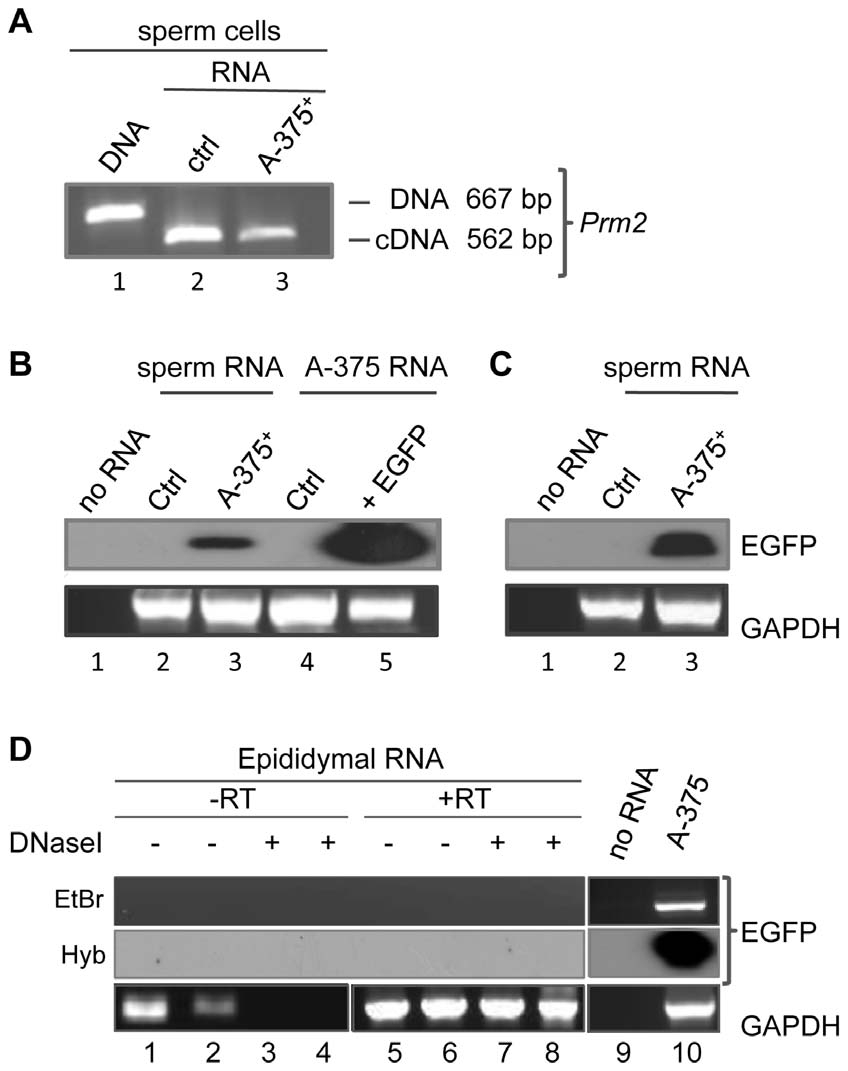 A
sperm cells
RNA
DNA ctrl A-375+
DNA 667 bp
cDNA 562 bp
Prm2
1 2 3
B
sperm RNA A-375 RNA
no RNA Ctrl A-375+ Ctrl + EGFP
1 2 3 4 5
C
sperm RNA
no RNA Ctrl A-375+
EGFP
GAPDH
1 2 3
D
Epididymal RNA
-RT +RT
no RNA A-375
DNaseI - - + + - - + +
EtBr
Hyb
EGFP
GAPDH
1 2 3 4 5 6 7 8 9 10